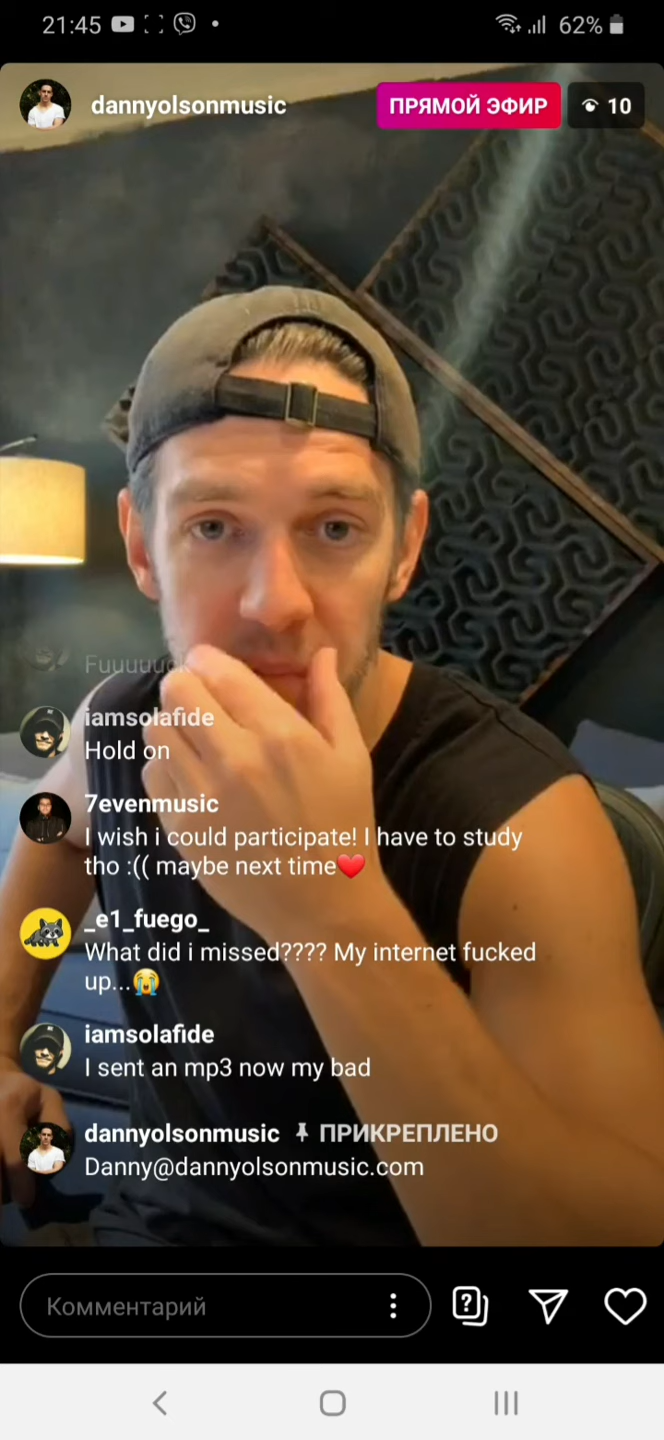 21:45
62%
dannyolsonmusic
ПРЯМОЙ ЭФИР
10
Fuuuuuck
iamsolafide
Hold on
7evenmusic
I wish i could participate! I have to study
tho :(( maybe next time❤️
_e1_fuego_
What did i missed???? My internet fucked
up...😭
iamsolafide
I sent an mp3 now my bad
dannyolsonmusic ПРИКРЕПЛЕНО
Danny@dannyolsonmusic.com
Комментарий